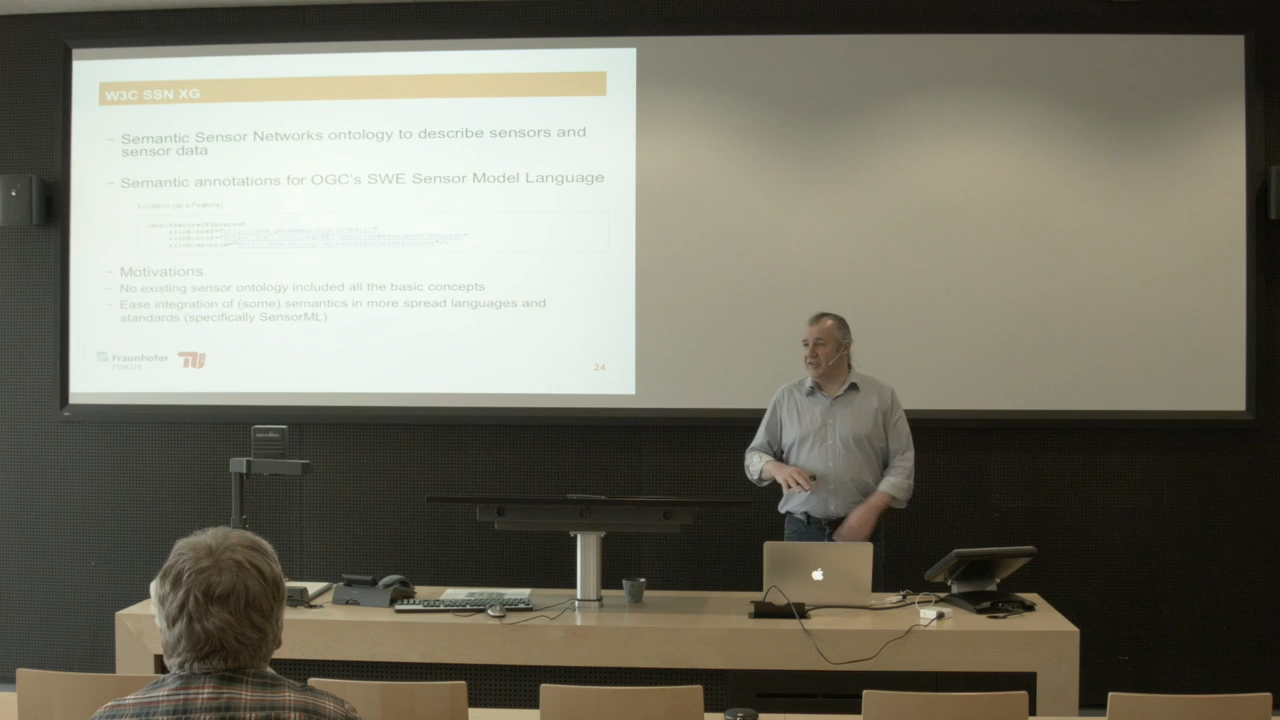 W3C SSN XG
– Semantic Sensor Networks ontology to describe sensors and
sensor data
– Semantic annotations for OGC's SWE Sensor Model Language
– Motivations
– No existing sensor ontology included all the basic concepts
– Ease integration of (some) semantics in more spread languages and
standards (specifically SensorML)
Fraunhofer
FOKUS
24